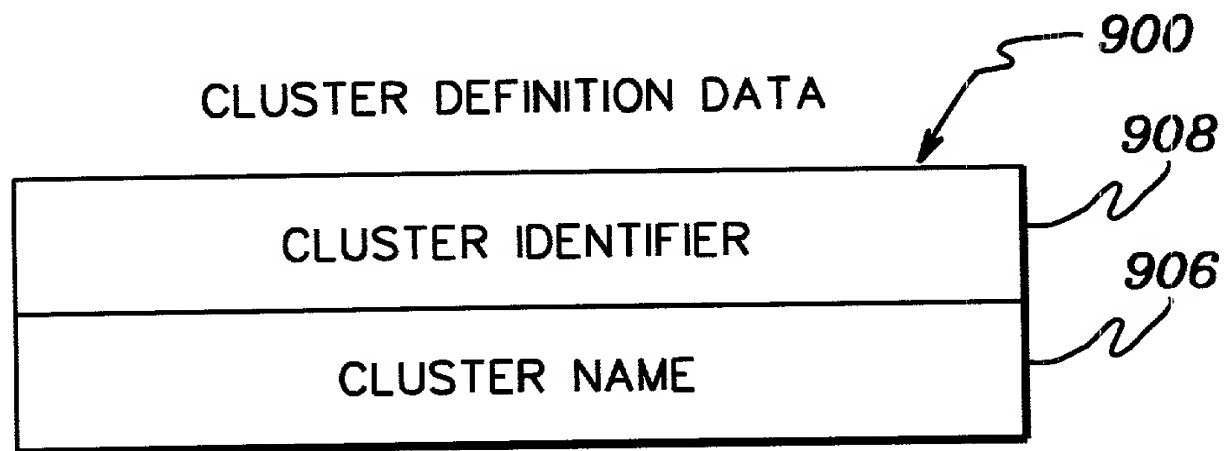 900
CLUSTER DEFINITION DATA
908
CLUSTER IDENTIFIER
906
CLUSTER NAME